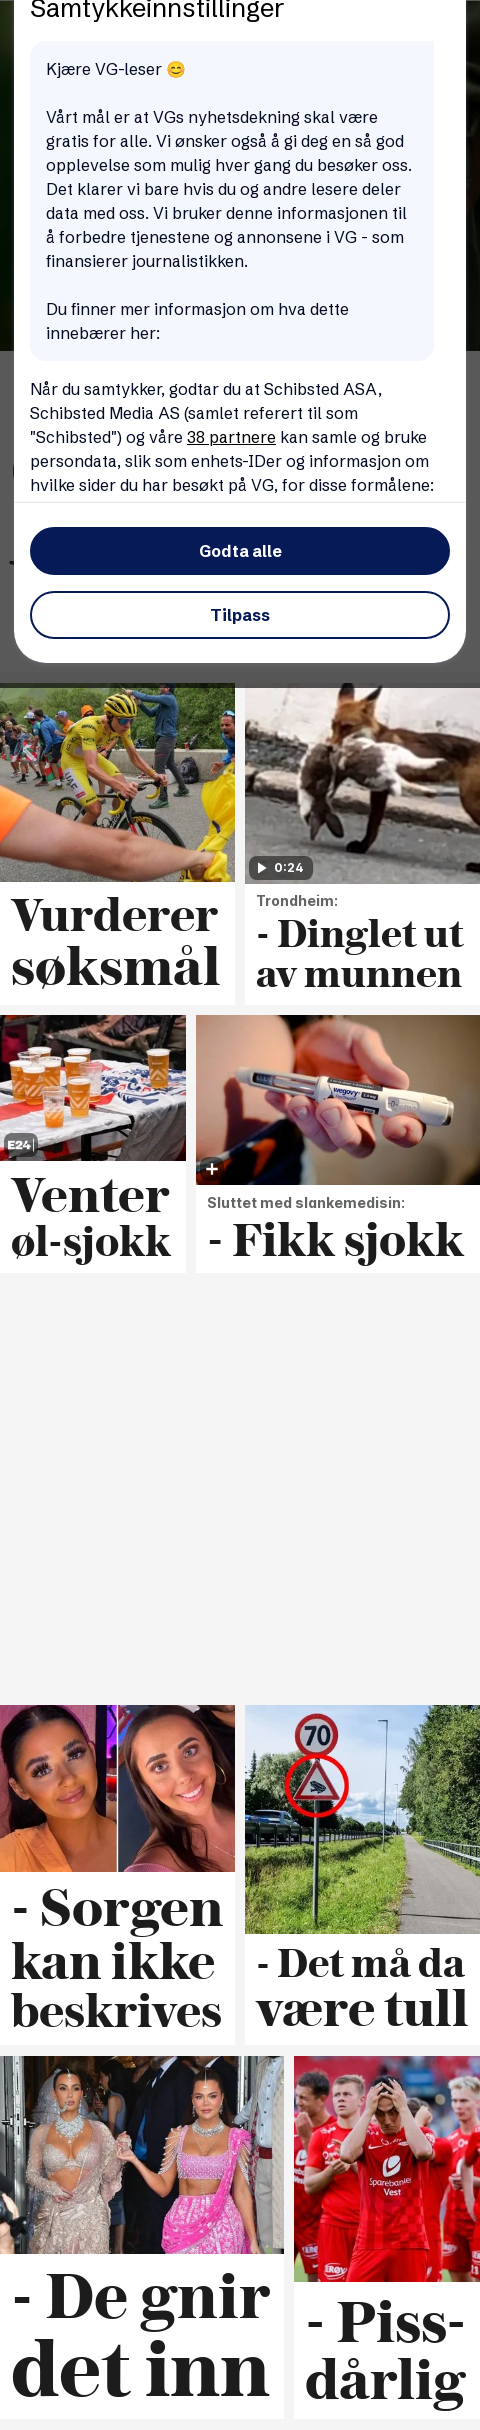 Samtykkeinnstillinger
Kjære VG-leser 😊
Vårt mål er at VGs nyhetsdekning skal være
gratis for alle. Vi ønsker også å gi deg en så god
opplevelse som mulig hver gang du besøker oss.
Det klarer vi bare hvis du og andre lesere deler
data med oss. Vi bruker denne informasjonen til
å forbedre tjenestene og annonsene i VG - som
finansierer journalistikken.
Du finner mer informasjon om hva dette
innebærer her:
Når du samtykker, godtar du at Schibsted ASA,
Schibsted Media AS (samlet referert til som
"Schibsted") og våre 38 partnere kan samle og bruke
persondata, slik som enhets-IDer og informasjon om
hvilke sider du har besøkt på VG, for disse formålene:
Godta alle
Tilpass
0:24
Vurderer
søksmål
Trondheim:
- Dinglet ut
av munnen
E24
wegovy
Venter
øl-sjokk
Sluttet med slankemedisin:
- Fikk sjokk
70
- Sorgen
kan ikke
beskrives
- Det må da
være tull
Sparebanken
Vest
- De gnir
det inn
- Piss-
dårlig